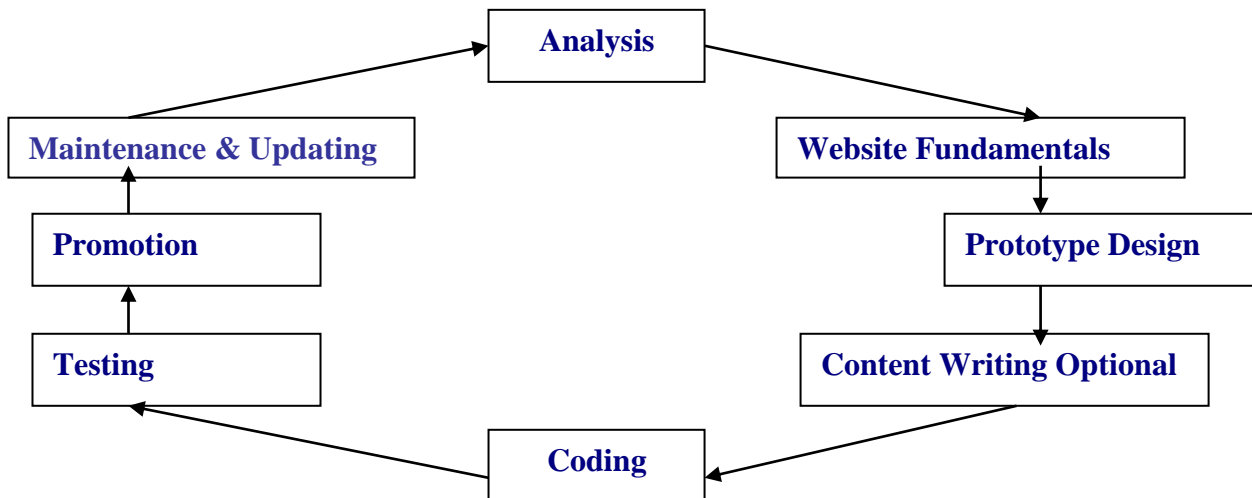 Analysis
Maintenance & Updating
Website Fundamentals
Promotion
Prototype Design
Testing
Content Writing Optional
Coding